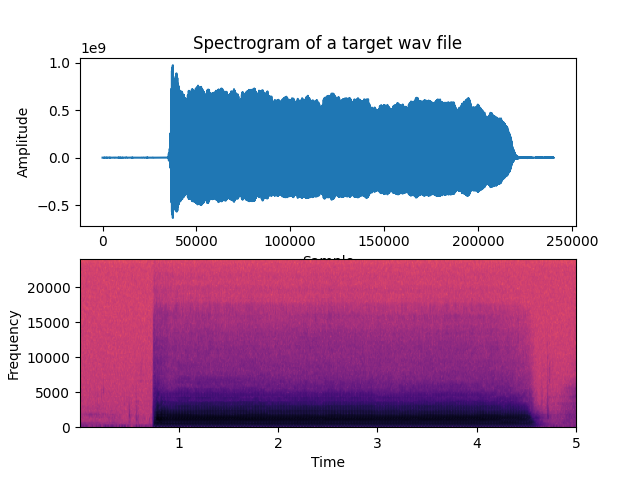 Spectrogram of a target wav file
1e9
1.0
0.5
0.0
−0.5
Amplitude
0 50000 100000 150000 200000 250000
Sample
20000
15000
10000
5000
0
Frequency
1 2 3 4 5
Time